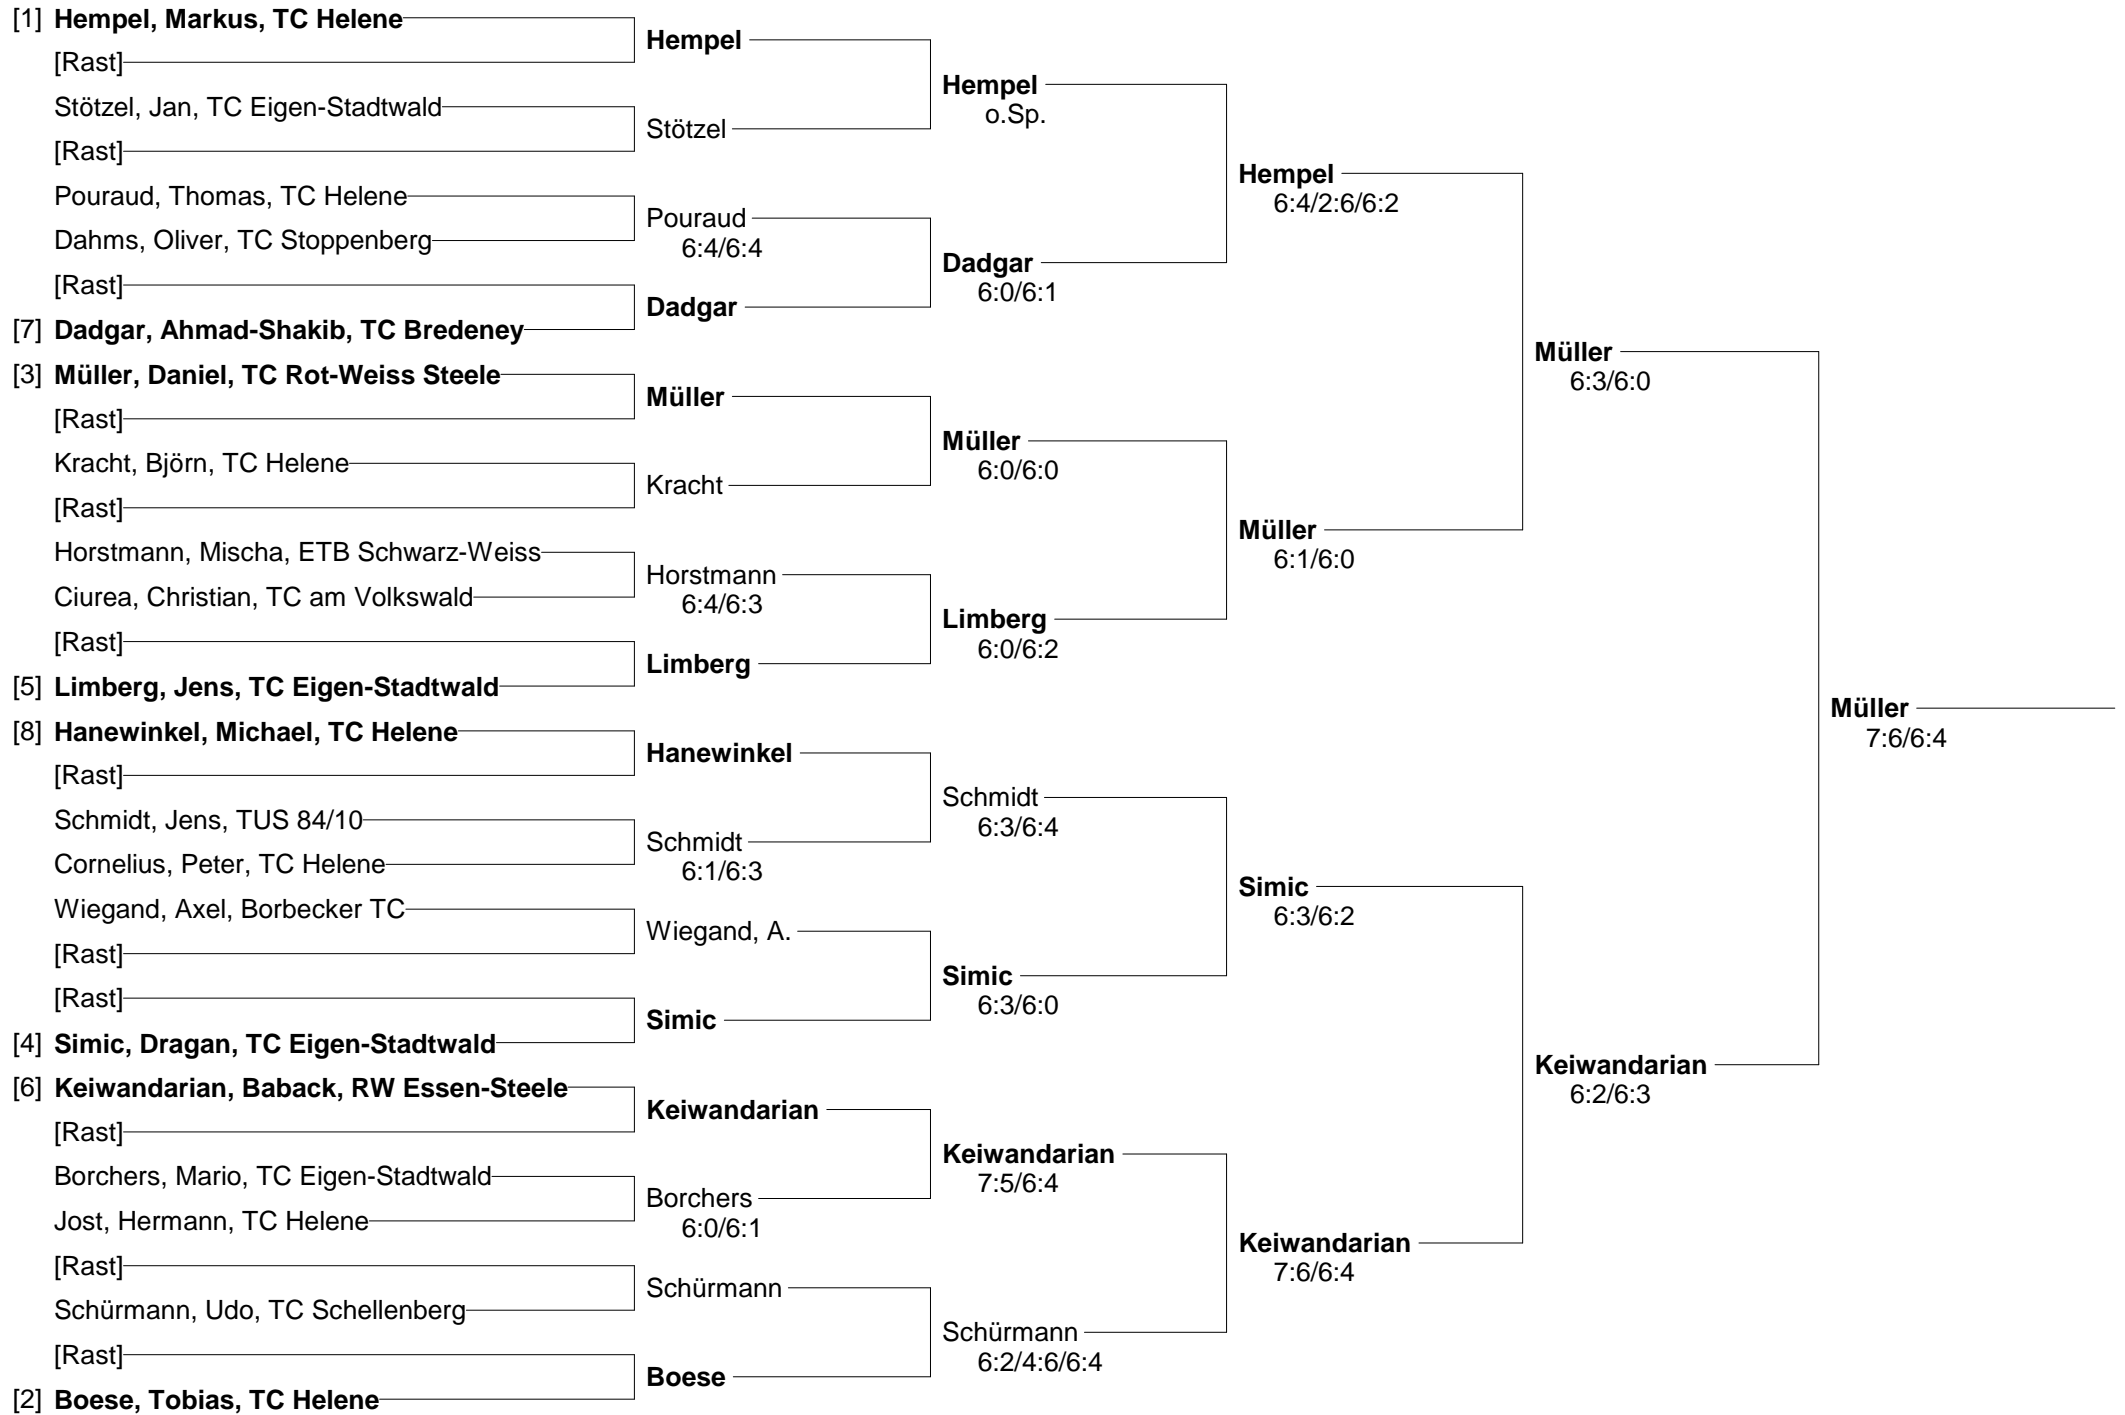 [1] Hempel, Markus, TC Helene
[Rast]
Stötzel, Jan, TC Eigen-Stadtwald
[Rast]
Pouraud, Thomas, TC Helene
Dahms, Oliver, TC Stoppenberg
[Rast]
[7] Dadgar, Ahmad-Shakib, TC Bredeney
[3] Müller, Daniel, TC Rot-Weiss Steele
[Rast]
Kracht, Björn, TC Helene
[Rast]
Horstmann, Mischa, ETB Schwarz-Weiss
Ciurea, Christian, TC am Volkswald
[Rast]
[5] Limberg, Jens, TC Eigen-Stadtwald
[8] Hanewinkel, Michael, TC Helene
[Rast]
Schmidt, Jens, TUS 84/10
Cornelius, Peter, TC Helene
Wiegand, Axel, Borbecker TC
[Rast]
[Rast]
[4] Simic, Dragan, TC Eigen-Stadtwald
[6] Keiwandarian, Baback, RW Essen-Steele
[Rast]
Borchers, Mario, TC Eigen-Stadtwald
Jost, Hermann, TC Helene
[Rast]
Schürmann, Udo, TC Schellenberg
[Rast]
[2] Boese, Tobias, TC Helene
Hempel
Stötzel
Pouraud
6:4/6:4
Dadgar
Müller
Kracht
Horstmann
6:4/6:3
Limberg
Hanewinkel
Schmidt
6:1/6:3
Wiegand, A.
Simic
Keiwandarian
Borchers
6:0/6:1
Schürmann
Boese
Hempel
o.Sp.
Dadgar
6:0/6:1
Müller
6:0/6:0
Limberg
6:0/6:2
Schmidt
6:3/6:4
Simic
6:3/6:0
Keiwandarian
7:5/6:4
Schürmann
6:2/4:6/6:4
Hempel
6:4/2:6/6:2
Müller
6:1/6:0
Simic
6:3/6:2
Keiwandarian
7:6/6:4
Müller
6:3/6:0
Keiwandarian
6:2/6:3
Müller
7:6/6:4